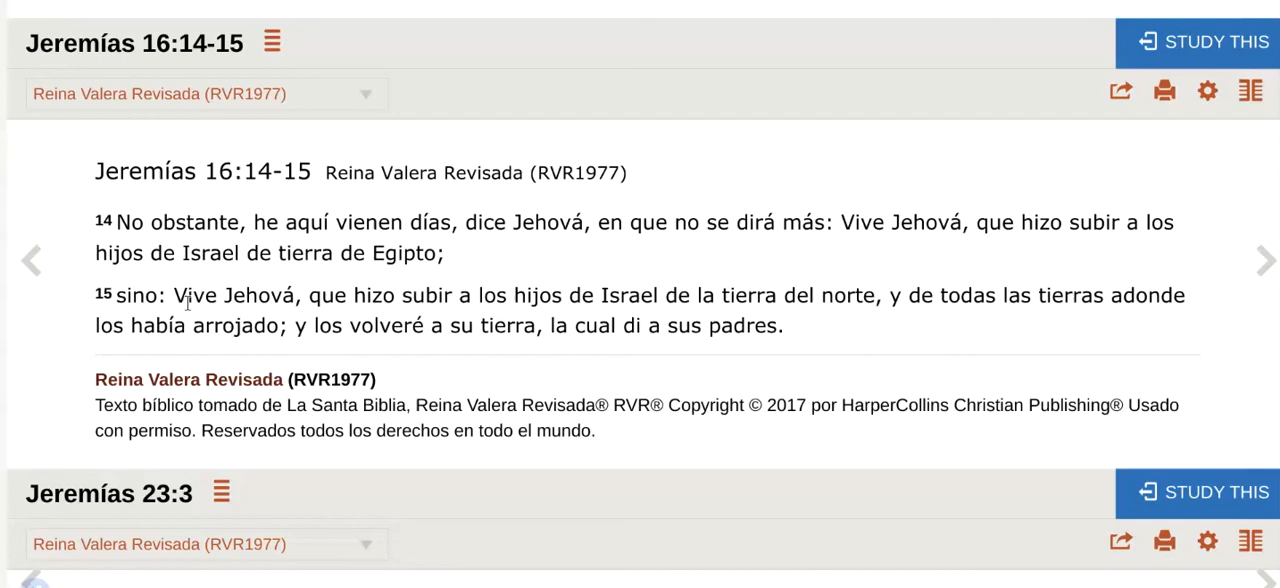 Jeremías 16:14-15
STUDY THIS
Reina Valera Revisada (RVR1977)
Jeremías 16:14-15 Reina Valera Revisada (RVR1977)
14 No obstante, he aquí vienen días, dice Jehová, en que no se dirá más: Vive Jehová, que hizo subir a los
hijos de Israel de tierra de Egipto;
15 sino: Vive Jehová, que hizo subir a los hijos de Israel de la tierra del norte, y de todas las tierras adonde
los había arrojado; y los volveré a su tierra, la cual di a sus padres.
Reina Valera Revisada (RVR1977)
Texto bíblico tomado de La Santa Biblia, Reina Valera Revisada® RVR® Copyright © 2017 por HarperCollins Christian Publishing® Usado
con permiso. Reservados todos los derechos en todo el mundo.
Jeremías 23:3
STUDY THIS
Reina Valera Revisada (RVR1977)